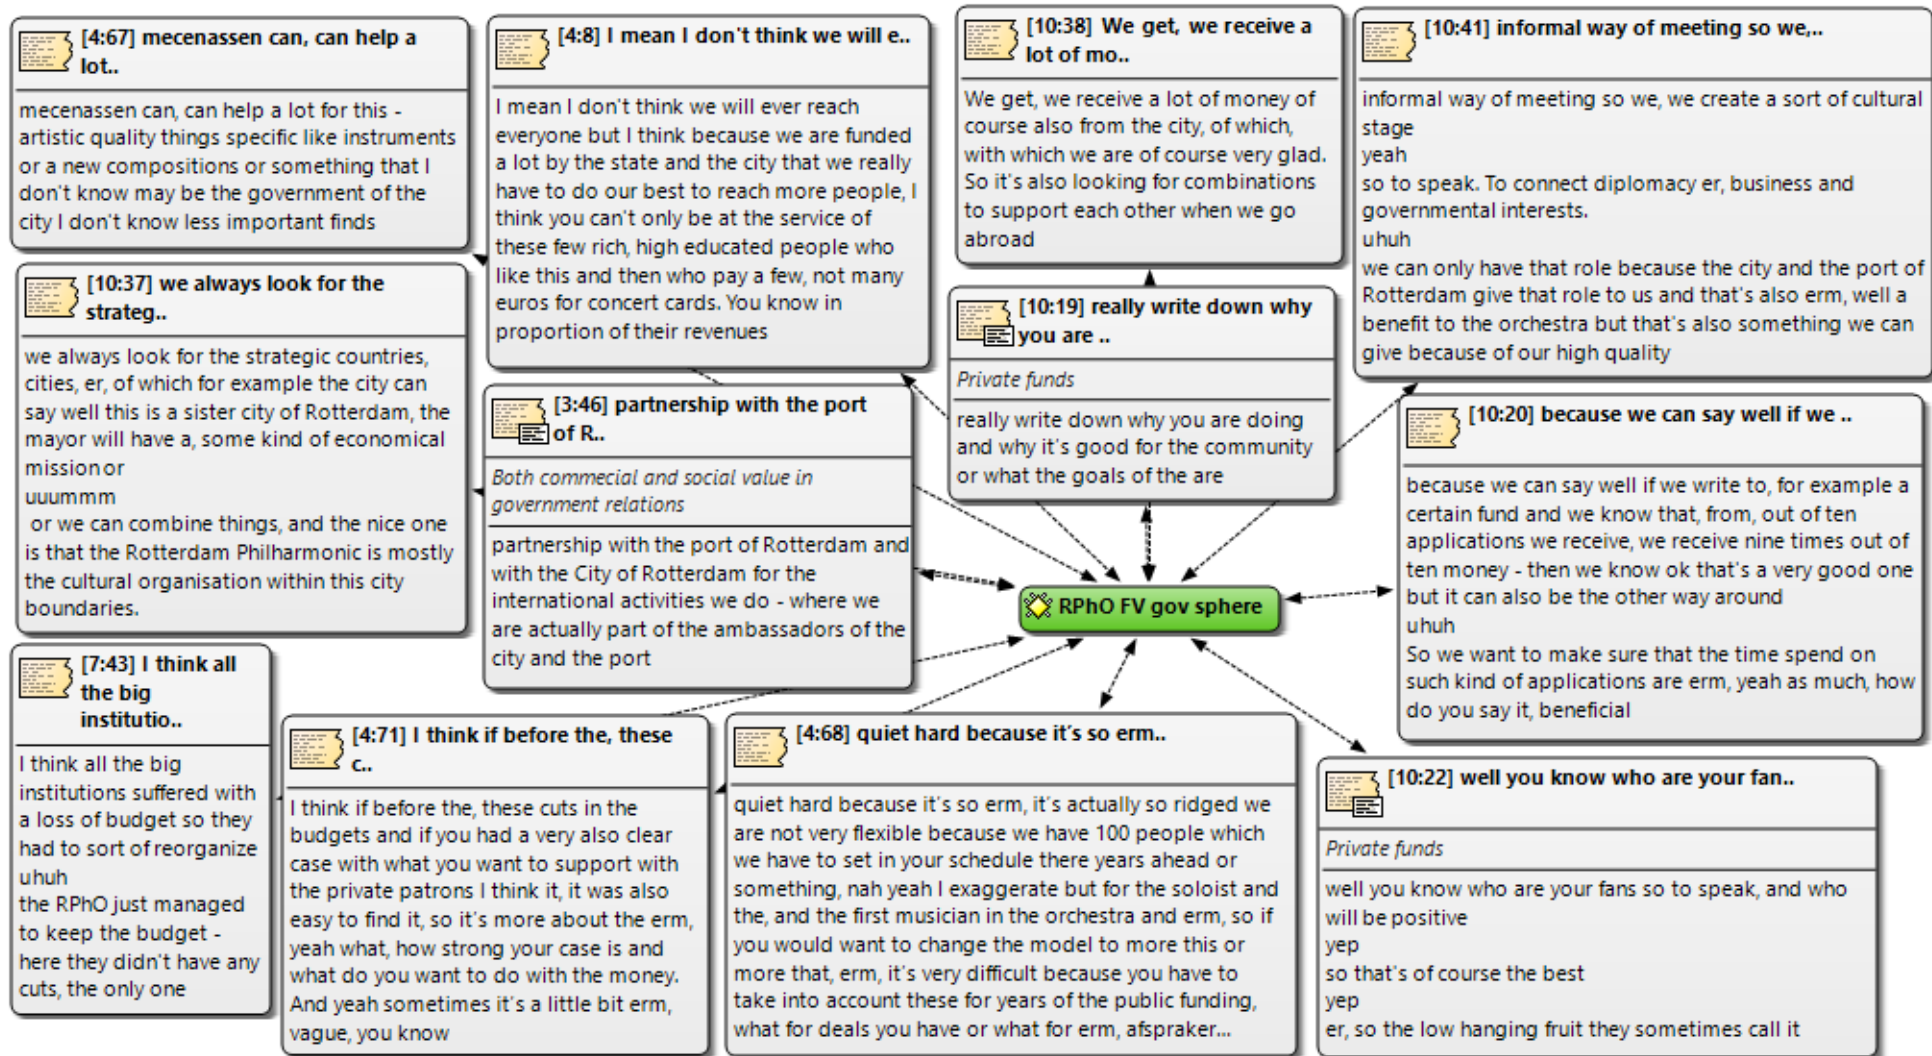 [4:67] mecenassen can, can help a
lot..
mecenassen can, can help a lot for this -
artistic quality things specific like instruments
or a new compositions or something that I
don't know may be the government of the
city I don't know less important finds
[4:8] I mean I don't think we will e..
I mean I don't think we will ever reach
everyone but I think because we are funded
a lot by the state and the city that we really
have to do our best to reach more people, I
think you can't only be at the service of
these few rich, high educated people who
like this and then who pay a few, not many
euros for concert cards. You know in
proportion of their revenues
[10:38] We get, we receive a
lot of mo..
We get, we receive a lot of money of
course also from the city, of which,
with which we are of course very glad.
So it's also looking for combinations
to support each other when we go
abroad
[10:41] informal way of meeting so we,...
informal way of meeting so we, we create a sort of cultural
stage
yeah
so to speak. To connect diplomacy er, business and
governmental interests.
uhuh
we can only have that role because the city and the port of
Rotterdam give that role to us and that's also erm, well a
benefit to the orchestra but that's also something we can
give because of our high quality
[10:37] we always look for the
strateg..
we always look for the strategic countries,
cities, er, of which for example the city can
say well this is a sister city of Rotterdam, the
mayor will have a, some kind of economical
mission or
uuummm
or we can combine things, and the nice one
is that the Rotterdam Philharmonic is mostly
the cultural organisation within this city
boundaries.
[3:46] partnership with the port
of R..
Both commecial and social value in
government relations
partnership with the port of Rotterdam and
with the City of Rotterdam for the
international activities we do - where we
are actually part of the ambassadors of the
city and the port
[10:19] really write down why
you are ..
Private funds
really write down why you are doing
and why it's good for the community
or what the goals of the are
[10:20] because we can say well if we ..
because we can say well if we write to, for example a
certain fund and we know that, from, out of ten
applications we receive, we receive nine times out of
ten money - then we know ok that's a very good one
but it can also be the other way around
uhuh
So we want to make sure that the time spend on
such kind of applications are erm, yeah as much, how
do you say it, beneficial
RPhO FV gov sphere
[7:43] I think all
the big
institutio..
I think all the big
institutions suffered with
a loss of budget so they
had to sort of reorganize
uhuh
the RPhO just managed
to keep the budget -
here they didn't have any
cuts, the only one
[4:71] I think if before the, these
c..
I think if before the, these cuts in the
budgets and if you had a very also clear
case with what you want to support with
the private patrons I think it, it was also
easy to find it, so it's more about the erm,
yeah what, how strong your case is and
what do you want to do with the money.
And yeah sometimes it's a little bit erm,
vague, you know
[4:68] quiet hard because it's so erm..
quiet hard because it's so erm, it's actually so ridged we
are not very flexible because we have 100 people which
we have to set in your schedule there years ahead or
something, nah yeah I exaggerate but for the soloist and
the, and the first musician in the orchestra and erm, so if
you would want to change the model to more this or
more that, erm, it's very difficult because you have to
take into account these for years of the public funding,
what for deals you have or what for erm, afspraker...
[10:22] well you know who are your fan..
Private funds
well you know who are your fans so to speak, and who
will be positive
yep
so that's of course the best
yep
er, so the low hanging fruit they sometimes call it